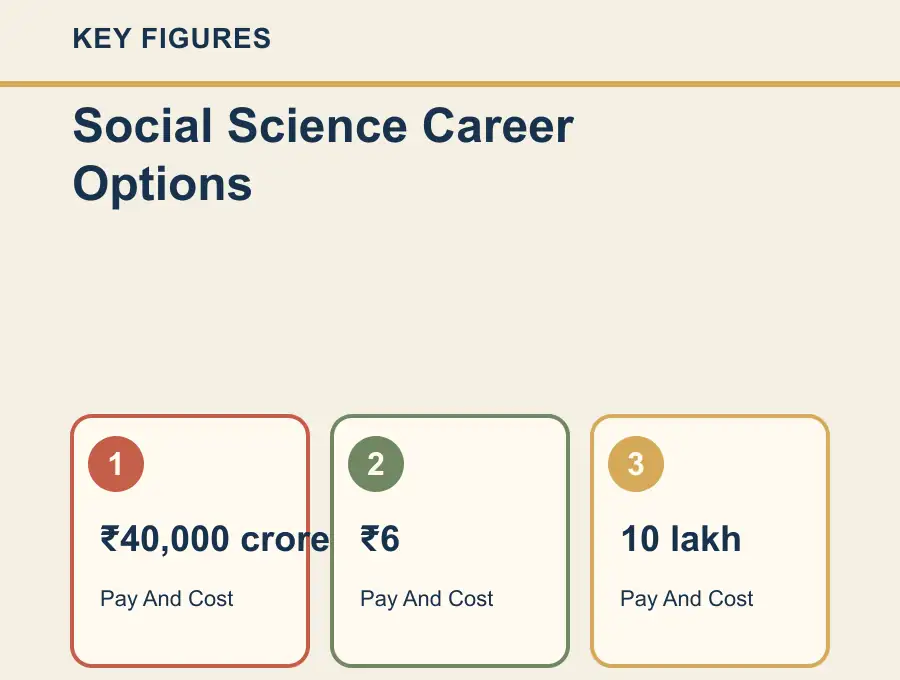 KEY FIGURES
Social Science Career
Options
1
₹40,000 crore
Pay And Cost
2
₹6
Pay And Cost
3
10 lakh
Pay And Cost